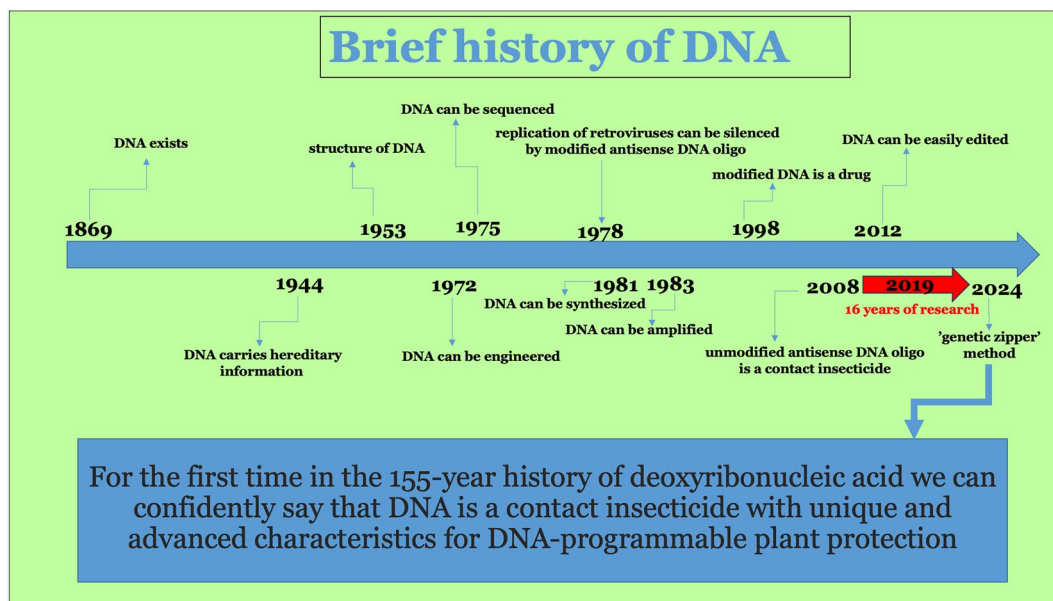 Brief history of DNA
DNA can be sequenced
DNA exists
structure of DNA
replication of retroviruses can be silenced
by modified antisense DNA oligo
DNA can be easily edited
modified DNA is a drug
1869
1953
1975
1978
1998
2012
1944
1972
1981
1983
2008
2019
2024
DNA can be synthesized
16 years of research
DNA can be amplified
'genetic zipper'
method
DNA carries hereditary
information
DNA can be engineered
unmodified antisense DNA oligo
is a contact insecticide
For the first time in the 155-year history of deoxyribonucleic acid we can
confidently say that DNA is a contact insecticide with unique and
advanced characteristics for DNA-programmable plant protection